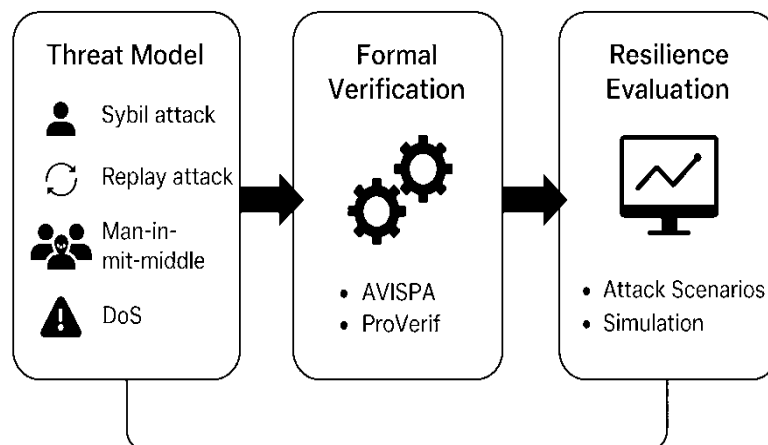 Threat Model
Sybil attack
Replay attack
Man-in-
mit-middle
DoS
Formal
Verification
• AVISPA
• ProVerif
Resilience
Evaluation
• Attack Scenarios
• Simulation